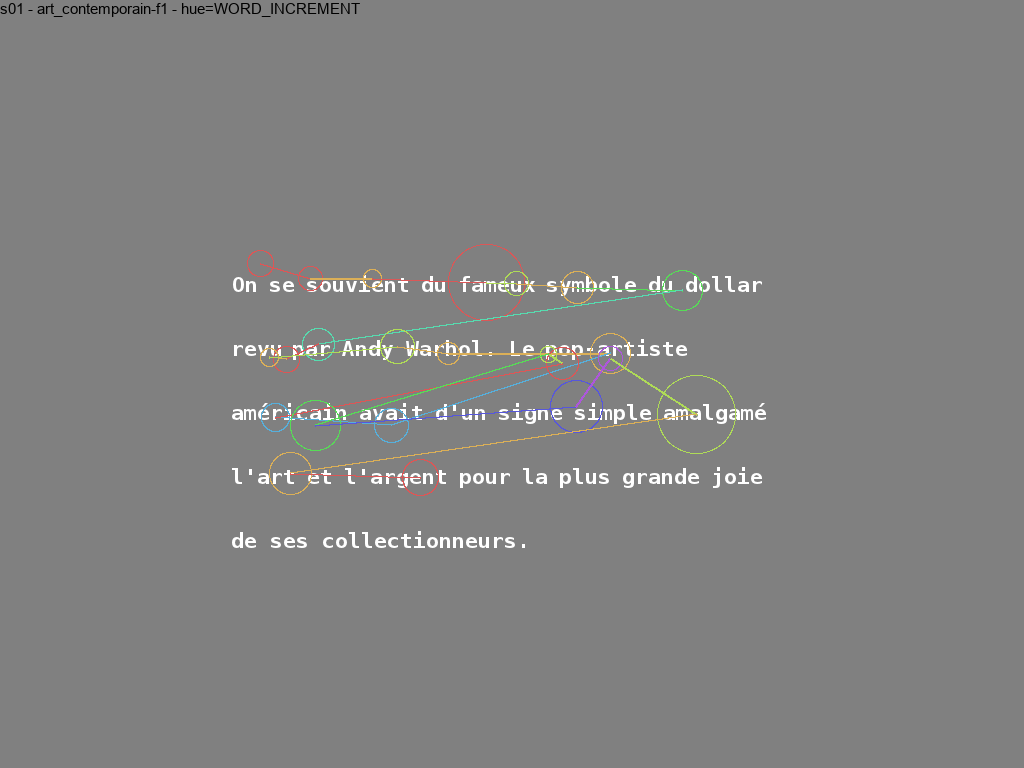 s01 - art_contemporain-f1 - hue=WORD_INCREMENT
On se souvient du fameux symbole du dollar
revu par Andy Warhol. Le pop-artiste
américain avait d'un signe simple amalgamé
l'art et l'argent pour la plus grande joie
de ses collectionneurs.